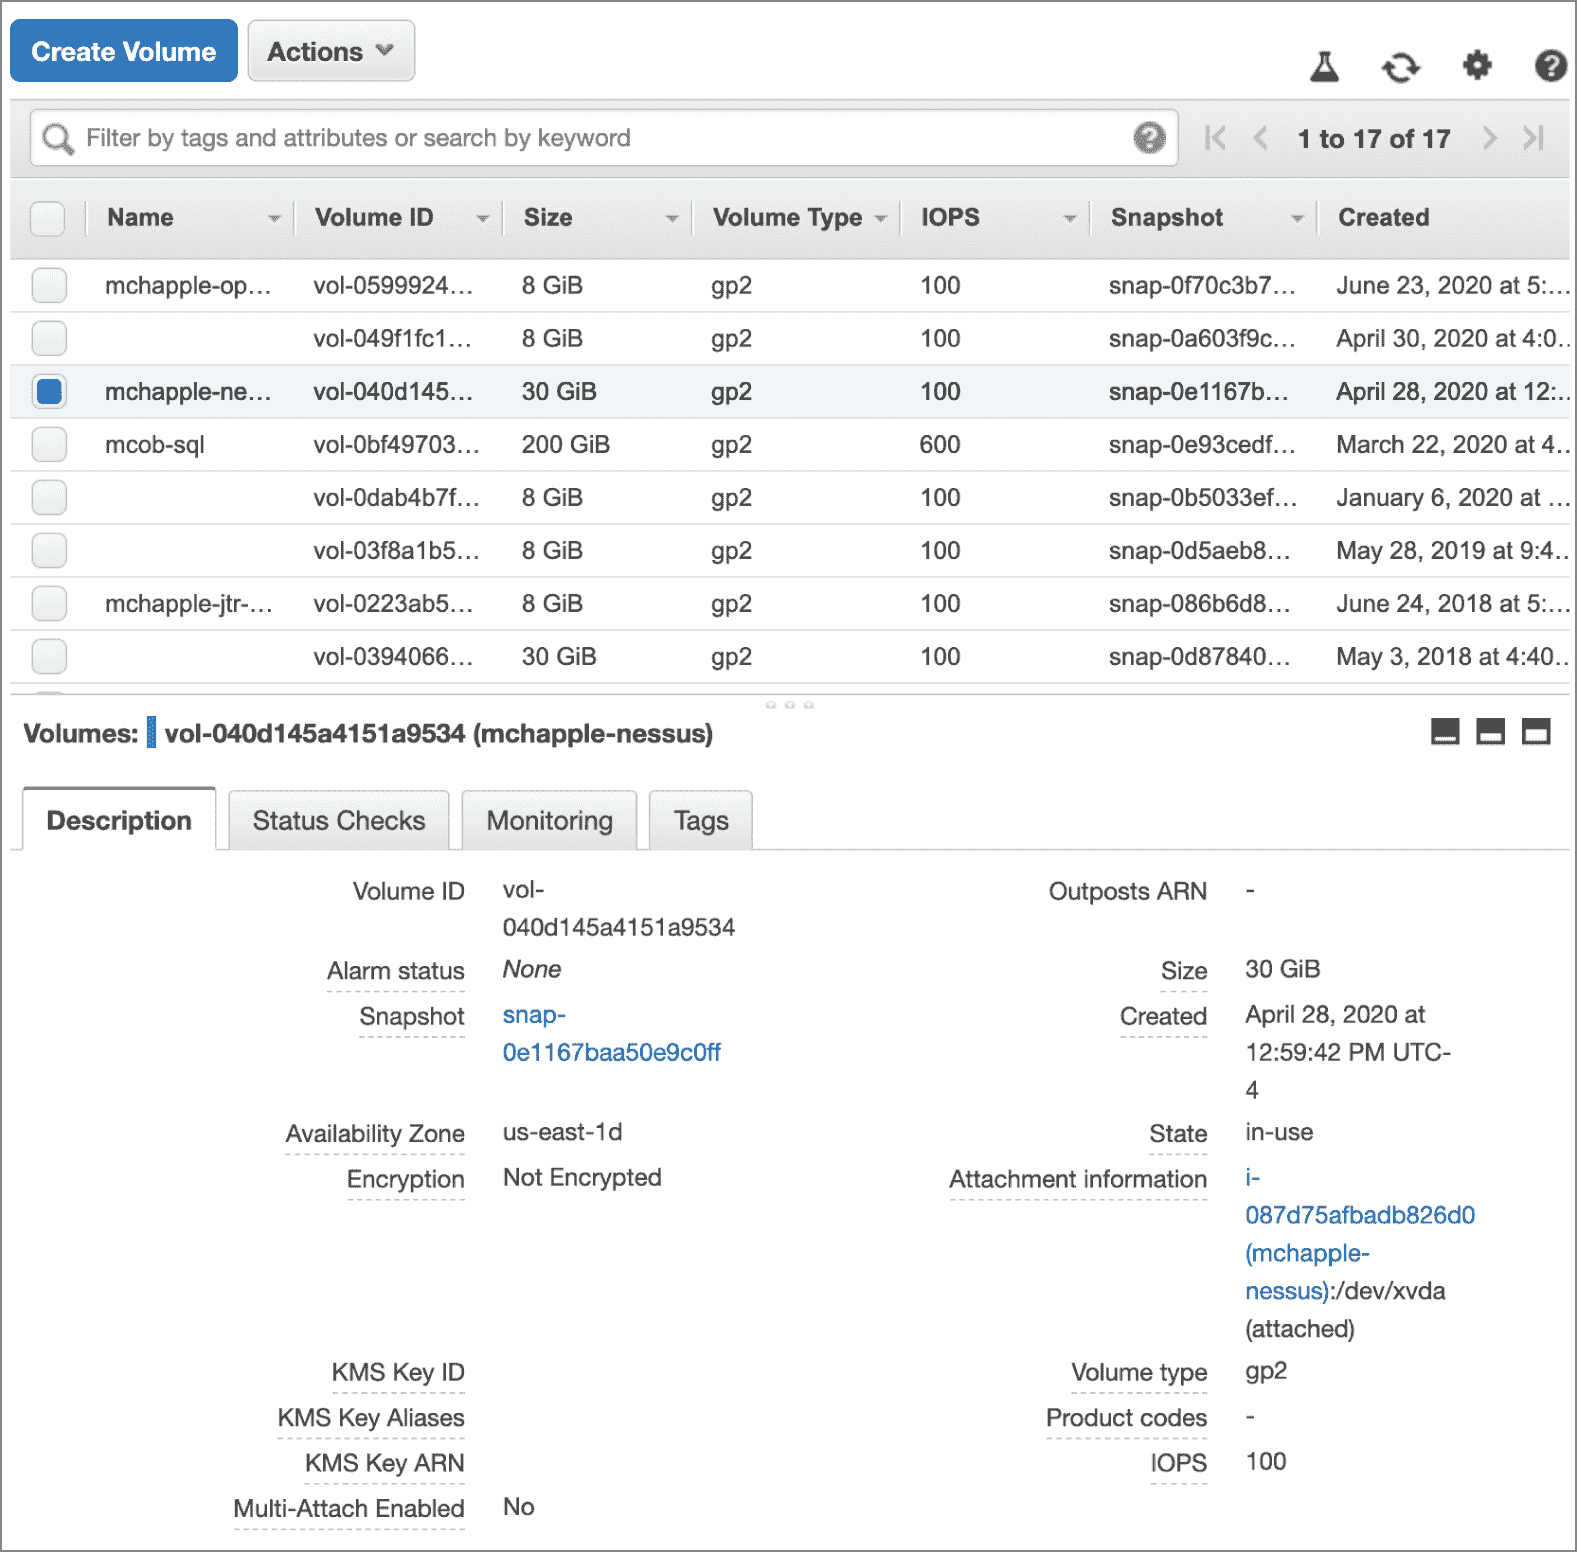 Create Volume Actions
Filter by tags and attributes or search by keyword 1 to 17 of 17
Name Volume ID Size Volume Type IOPS Snapshot Created
mchapple-op... vol-0599924... 8 GiB gp2 100 snap-0f70c3b7... June 23, 2020 at 5:...
vol-049f1fc1... 8 GiB gp2 100 snap-0a603f9c... April 30, 2020 at 4:0...
mchapple-ne... vol-040d145... 30 GiB gp2 100 snap-0e1167b... April 28, 2020 at 12:...
mcob-sql vol-0bf49703... 200 GiB gp2 600 snap-0e93cedf... March 22, 2020 at 4...
vol-0dab4b7f... 8 GiB gp2 100 snap-0b5033ef... January 6, 2020 at ...
vol-03f8a1b5... 8 GiB gp2 100 snap-0d5aeb8... May 28, 2019 at 9:4...
mchapple-jtr-... vol-0223ab5... 8 GiB gp2 100 snap-086b6d8... June 24, 2018 at 5:...
vol-0394066... 30 GiB gp2 100 snap-0d87840... May 3, 2018 at 4:40...
Volumes: vol-040d145a4151a9534 (mchapple-nessus)
Description Status Checks Monitoring Tags
Volume ID vol-
040d145a4151a9534
Outposts ARN -
Alarm status None
Size 30 GiB
Snapshot snap-
0e1167baa50e9c0ff
Created April 28, 2020 at
12:59:42 PM UTC-
4
Availability Zone us-east-1d
State in-use
Encryption Not Encrypted
Attachment information i-
087d75afbadb826d0
(mchapple-
nessus):/dev/xvda
(attached)
KMS Key ID
Volume type gp2
KMS Key Aliases
Product codes -
KMS Key ARN
IOPS 100
Multi-Attach Enabled No